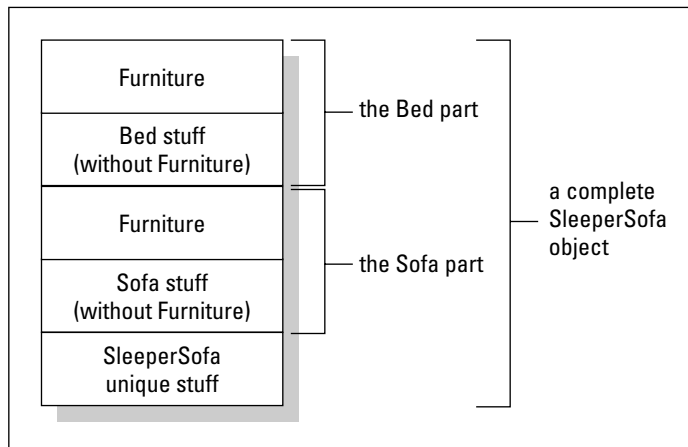 Furniture
Bed stuff
(without Furniture)
Furniture
Sofa stuff
(without Furniture)
SleeperSofa
unique stuff
the Bed part
the Sofa part
a complete
SleeperSofa
object